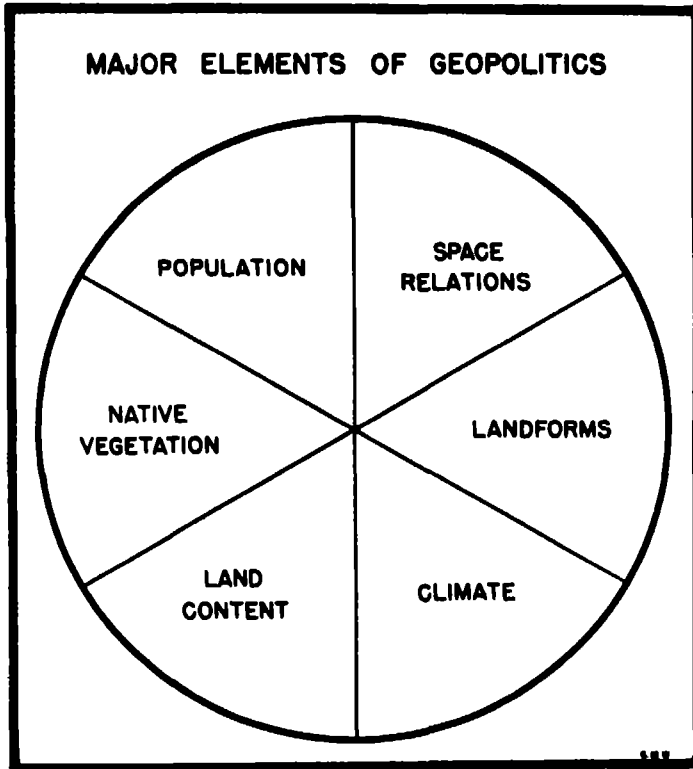 MAJOR ELEMENTS OF GEOPOLITICS
POPULATION
SPACE
RELATIONS
NATIVE
VEGETATION
LANDFORMS
LAND
CONTENT
CLIMATE